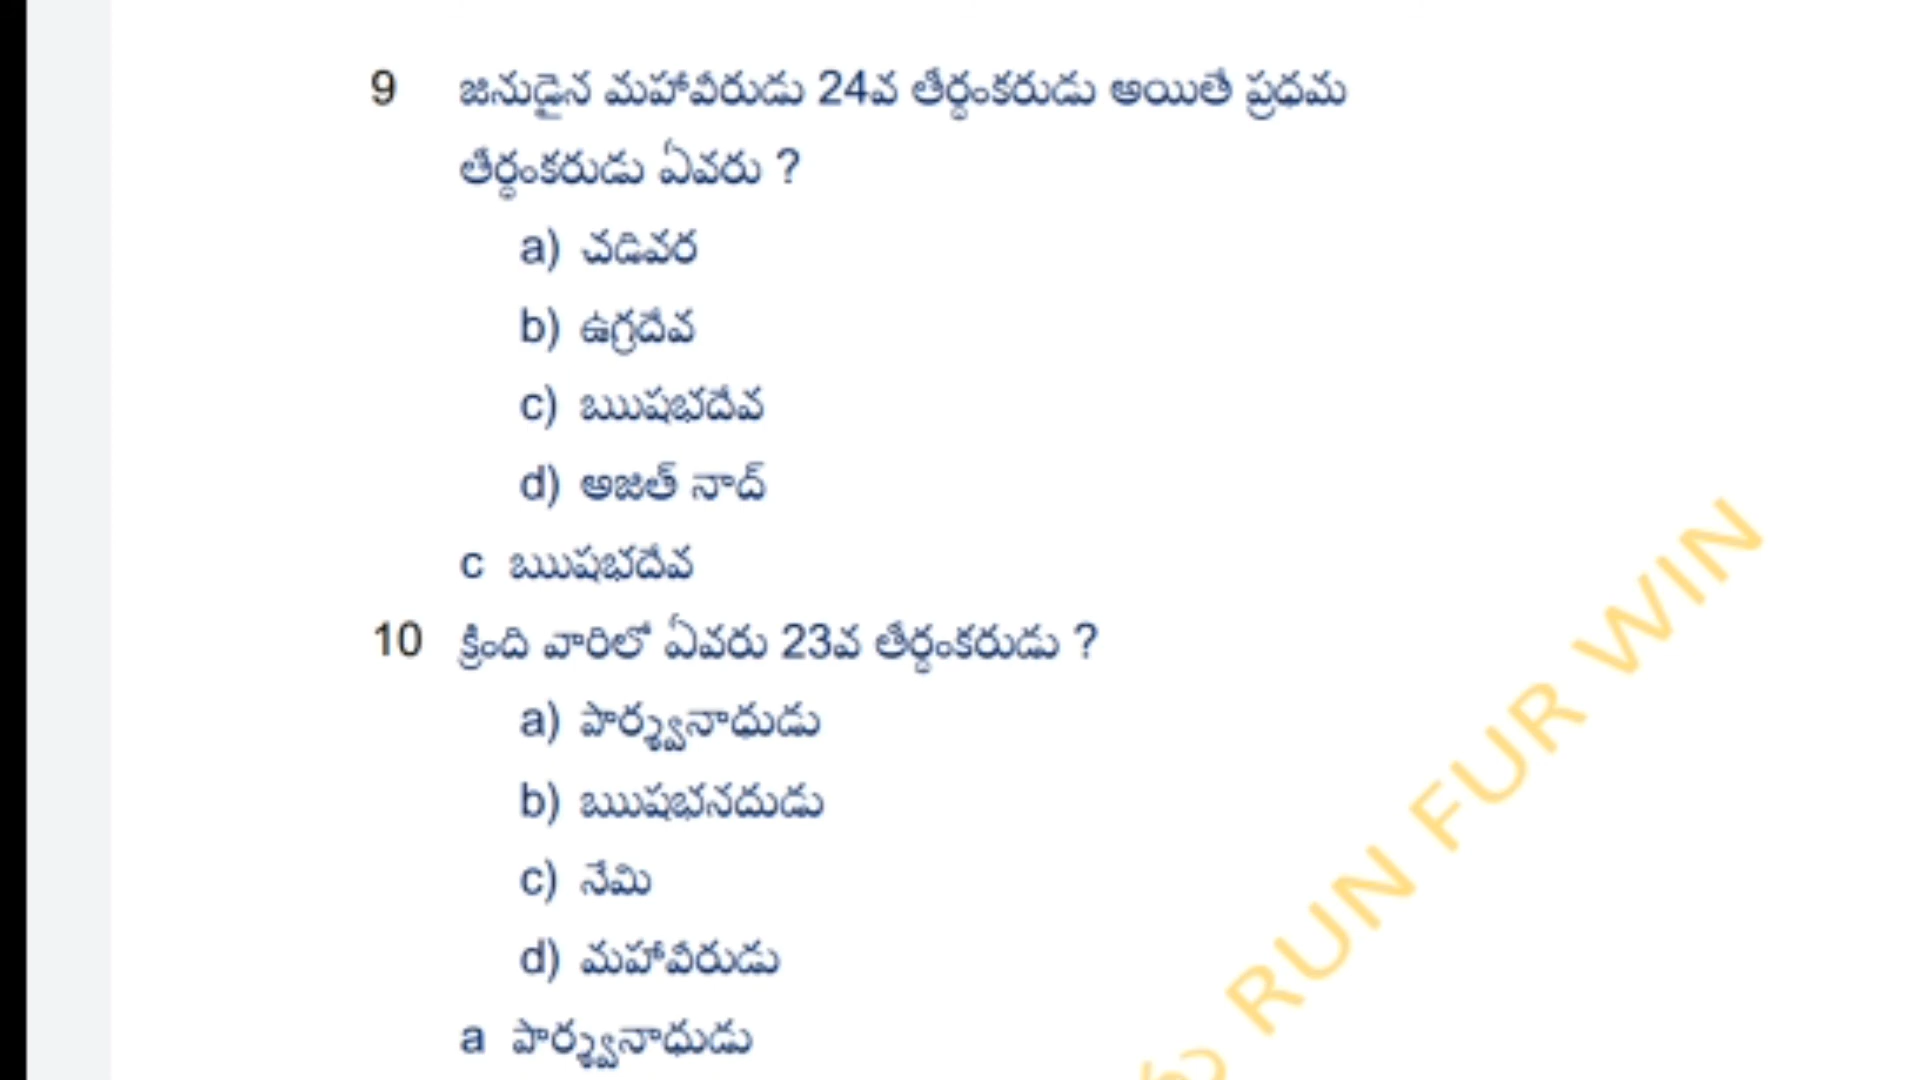 9 జినుడైన మహావీరుడు 24వ తీర్ధంకరుడు అయితే ప్రధమ
తీర్ధంకరుడు ఏవరు ?
a) చడివర
b) ఉగ్రదేవ
c) ఋషభదేవ
d) అజిత్ నాద్
c ఋషభదేవ
10 క్రింది వారిలో ఏవరు 23వ తీర్ధంకరుడు ?
a) పార్శ్వనాధుడు
b) ఋషభనదుడు
c) నేమి
d) మహావీరుడు
a పార్శ్వనాధుడు
RUN FUR WIN